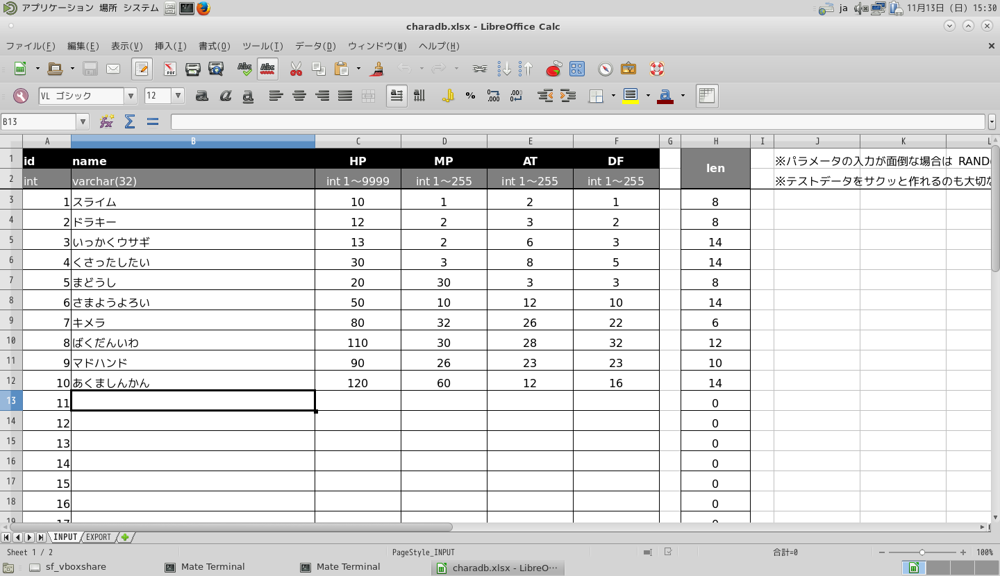 アプリケーション 場所 システム ja 11月13日 (日) 15:30
charadb.xlsx - LibreOffice Calc
ファイル(F) 編集(E) 表示(V) 挿入(I) 書式(O) ツール(T) データ(D) ウィンドウ(W) ヘルプ(H)
VL ゴシック 12
B13
A B C D E F G H I J K L
1 id name HP MP AT DF len ※パラメータの入力が面倒な場合は
2 int varchar(32) int 1～9999 int 1～255 int 1～255 int 1～255 ※テストデータをサクッと作れるのも大切
3 1 スライム 10 1 2 1 8
4 2 ドラキー 12 2 3 2 8
5 3 いっかくウサギ 13 2 6 3 14
6 4 くさったしたい 30 3 8 5 14
7 5 まどうし 20 30 3 3 8
8 6 さまようよろい 50 10 12 10 14
9 7 キメラ 80 32 26 22 6
10 8 ばくだんいわ 110 30 28 32 12
11 9 マドハンド 90 26 23 23 10
12 10 あくましんかん 120 60 12 16 14
13 11 0
14 12 0
15 13 0
16 14 0
17 15 0
18 16 0
19 17 0
INPUT EXPORT
Sheet 1 / 2 PageStyle_INPUT 合計=0 100%
sf_vboxshare Mate Terminal Mate Terminal charadb.xlsx - LibreO…